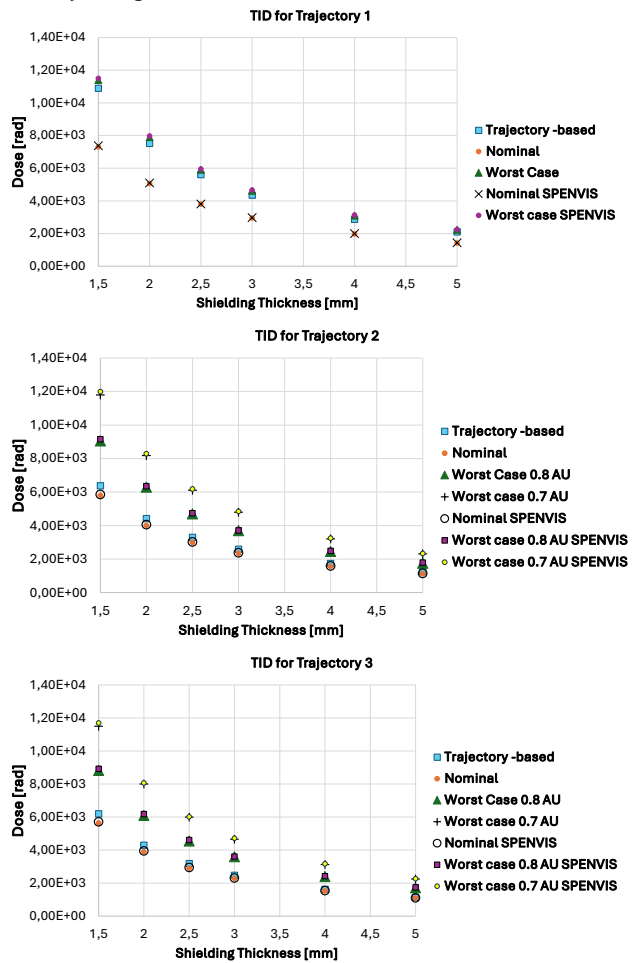 TID for Trajectory 1
1,40E+04
1,20E+04
1,00E+04
8,00E+03
6,00E+03
4,00E+03
2,00E+03
0,00E+00
Dose [rad]
1,5 2 2,5 3 3,5 4 4,5 5
Shielding Thickness [mm]
Trajectory -based
Nominal
Worst Case
Nominal SPENVIS
Worst case SPENVIS
TID for Trajectory 2
1,40E+04
1,20E+04
1,00E+04
8,00E+03
6,00E+03
4,00E+03
2,00E+03
0,00E+00
Dose [rad]
1,5 2 2,5 3 3,5 4 4,5 5
Shielding Thickness [mm]
Trajectory -based
Nominal
Worst Case 0.8 AU
Worst case 0.7 AU
Nominal SPENVIS
Worst case 0.8 AU SPENVIS
Worst case 0.7 AU SPENVIS
TID for Trajectory 3
1,40E+04
1,20E+04
1,00E+04
8,00E+03
6,00E+03
4,00E+03
2,00E+03
0,00E+00
Dose [rad]
1,5 2 2,5 3 3,5 4 4,5 5
Shielding Thickness [mm]
Trajectory -based
Nominal
Worst Case 0.8 AU
Worst case 0.7 AU
Nominal SPENVIS
Worst case 0.8 AU SPENVIS
Worst case 0.7 AU SPENVIS